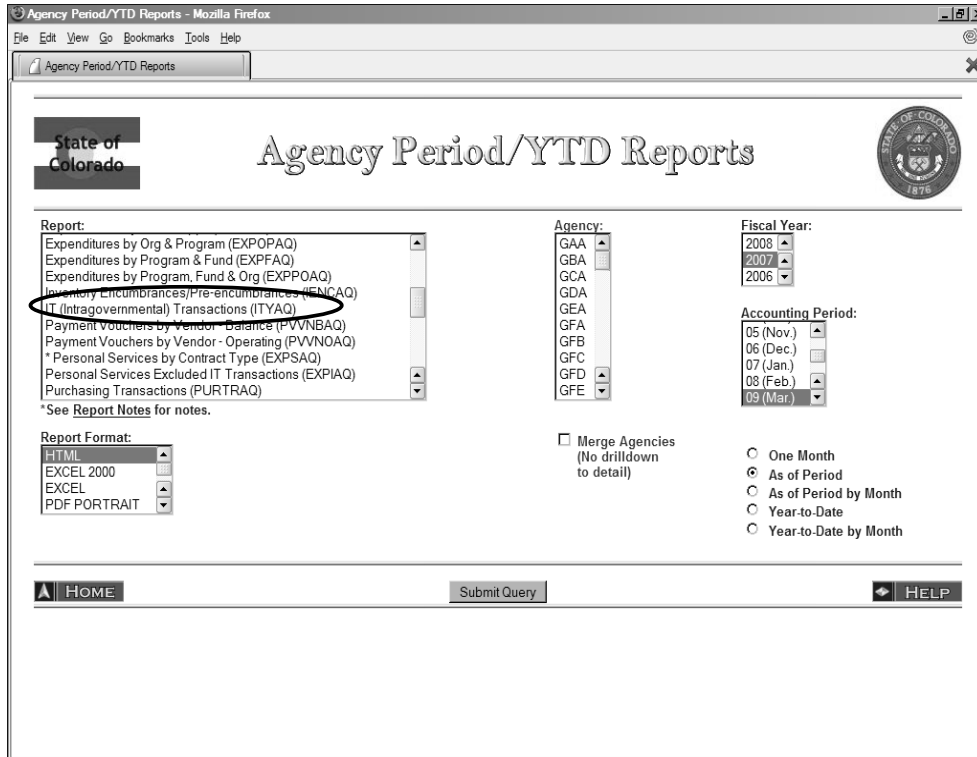 Agency Period/YTD Reports - Mozilla Firefox
File Edit View Go Bookmarks Tools Help
Agency Period/YTD Reports
State of
Colorado
Agency Period/YTD Reports
STATE OF COLORADO
1876
Report:
Expenditures by Org & Program (EXPOPAQ)
Expenditures by Program & Fund (EXPFAQ)
Expenditures by Program, Fund & Org (EXPPOAQ)
Inventory Encumbrances/Pre-encumbrances (IENCAQ)
IT (Intragovernmental) Transactions (ITYAQ)
Payment Vouchers by Vendor - Balance (PVVNBAQ)
Payment Vouchers by Vendor - Operating (PVVNOAQ)
* Personal Services by Contract Type (EXPSAQ)
Personal Services Excluded IT Transactions (EXPIAQ)
Purchasing Transactions (PURTRAQ)
*See Report Notes for notes.
Agency:
GAA
GBA
GCA
GDA
GEA
GFA
GFB
GFC
GFD
GFE
Fiscal Year:
2008
2007
2006
Accounting Period:
05 (Nov.)
06 (Dec.)
07 (Jan.)
08 (Feb.)
09 (Mar.)
Report Format:
HTML
EXCEL 2000
EXCEL
PDF PORTRAIT
Merge Agencies
(No drilldown
to detail)
One Month
As of Period
As of Period by Month
Year-to-Date
Year-to-Date by Month
HOME
Submit Query
HELP